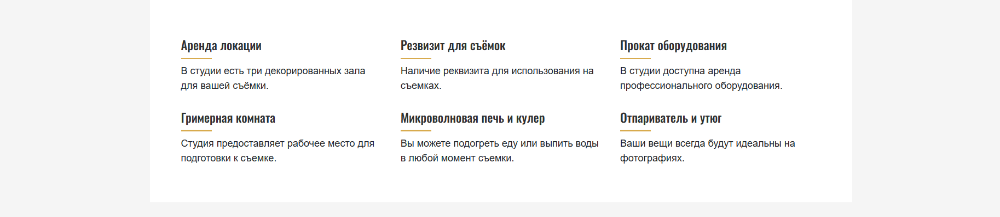 Аренда локации
В студии есть три декорированных зала
для вашей съёмки.
Резвизит для съёмок
Наличие реквизита для использования на
съемках.
Прокат оборудования
В студии доступна аренда
профессионального оборудования.
Гримерная комната
Студия предоставляет рабочее место для
подготовки к съемке.
Микроволновая печь и кулер
Вы можете подогреть еду или выпить воды
в любой момент съемки.
Отпариватель и утюг
Ваши вещи всегда будут идеальны на
фотографиях.